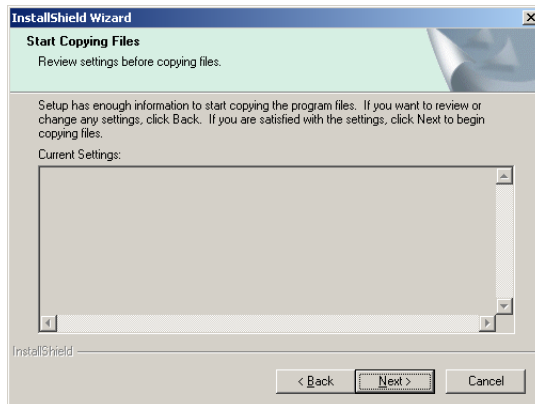 InstallShield Wizard
Start Copying Files
Review settings before copying files.
Setup has enough information to start copying the program files. If you want to review or
change any settings, click Back. If you are satisfied with the settings, click Next to begin
copying files.
Current Settings:
InstallShield
< Back Next > Cancel